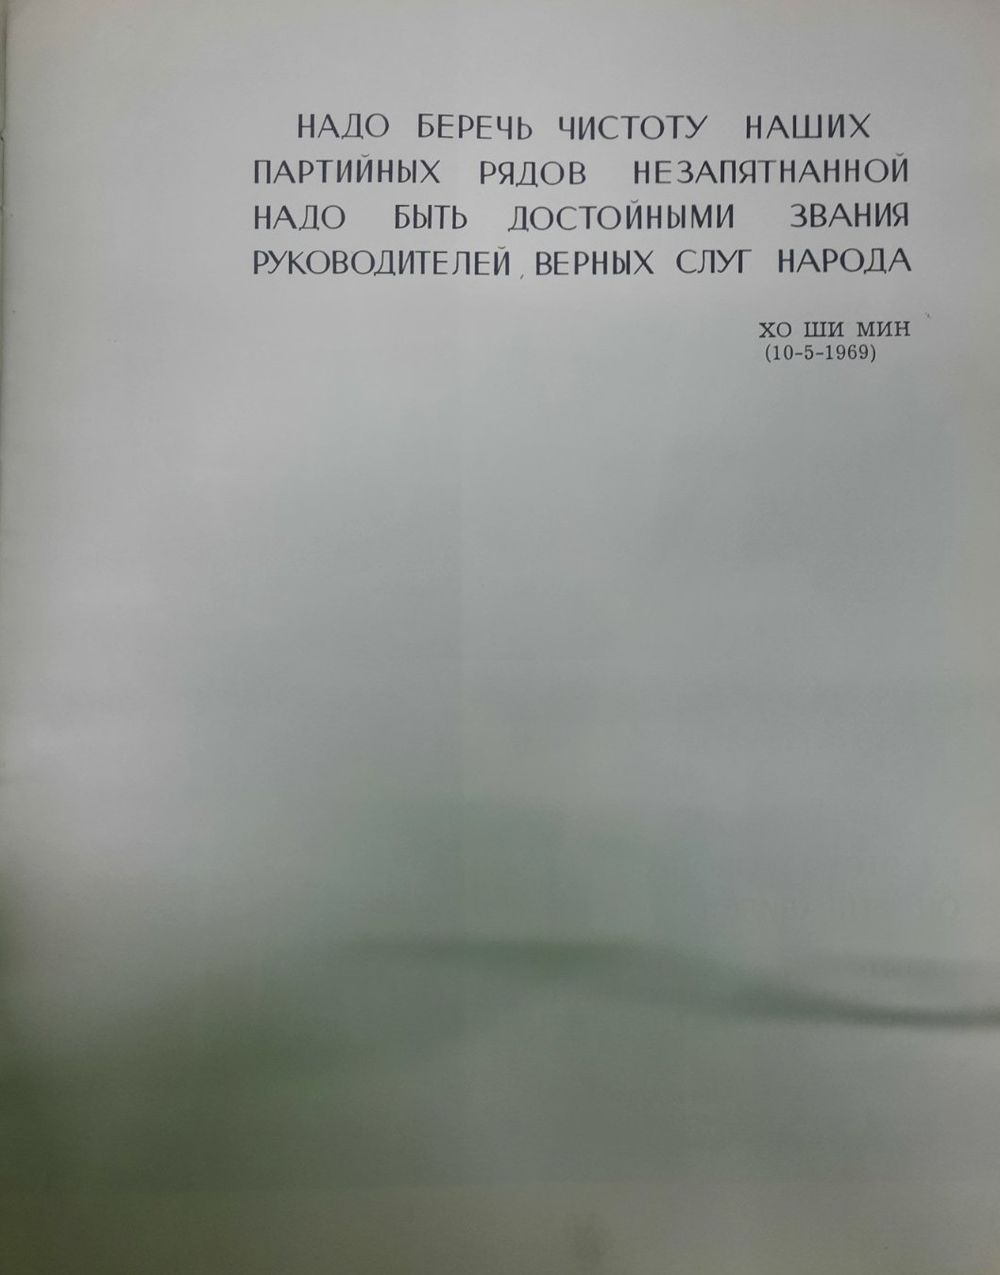 НАДО БЕРЕЧЬ ЧИСТОТУ НАШИХ
ПАРТИЙНЫХ РЯДОВ НЕЗАПЯТНАННОЙ
НАДО БЫТЬ ДОСТОЙНЫМИ ЗВАНИЯ
РУКОВОДИТЕЛЕЙ, ВЕРНЫХ СЛУГ НАРОДА
ХО ШИ МИН
(10-5-1969)